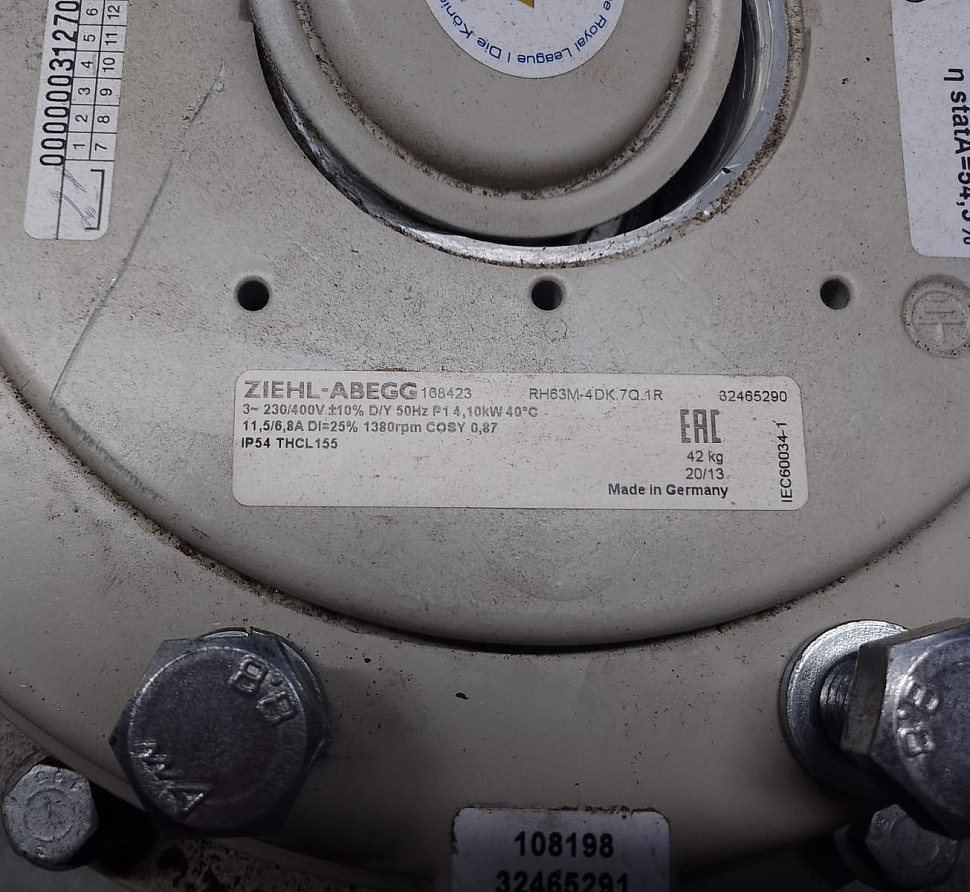 e Royal League | Die König
00000031270
1 2 3 4 5 6
7 8 9 10 11 12
η statA=54,5%
ZIEHL-ABEGG 168423 RH63M-4DK.7Q.1R 32465290
3~ 230/400V ±10% D/Y 50Hz P1 4,10kW 40°C
11,5/6,8A DI=25% 1380rpm COSY 0,87
IP54 THCL155
EAC
42 kg
20/13
Made in Germany
IEC60034-1
8.8
8.8
108198
32465291